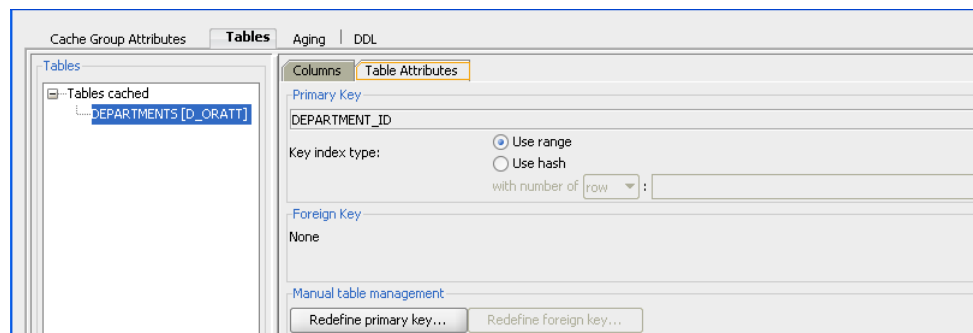 Cache Group Attributes Tables Aging DDL
Tables
Tables cached
DEPARTMENTS [D_ORATT]
Columns Table Attributes
Primary Key
DEPARTMENT_ID
Key index type:
Use range
Use hash
with number of row :
Foreign Key
None
Manual table management
Redefine primary key... Redefine foreign key...